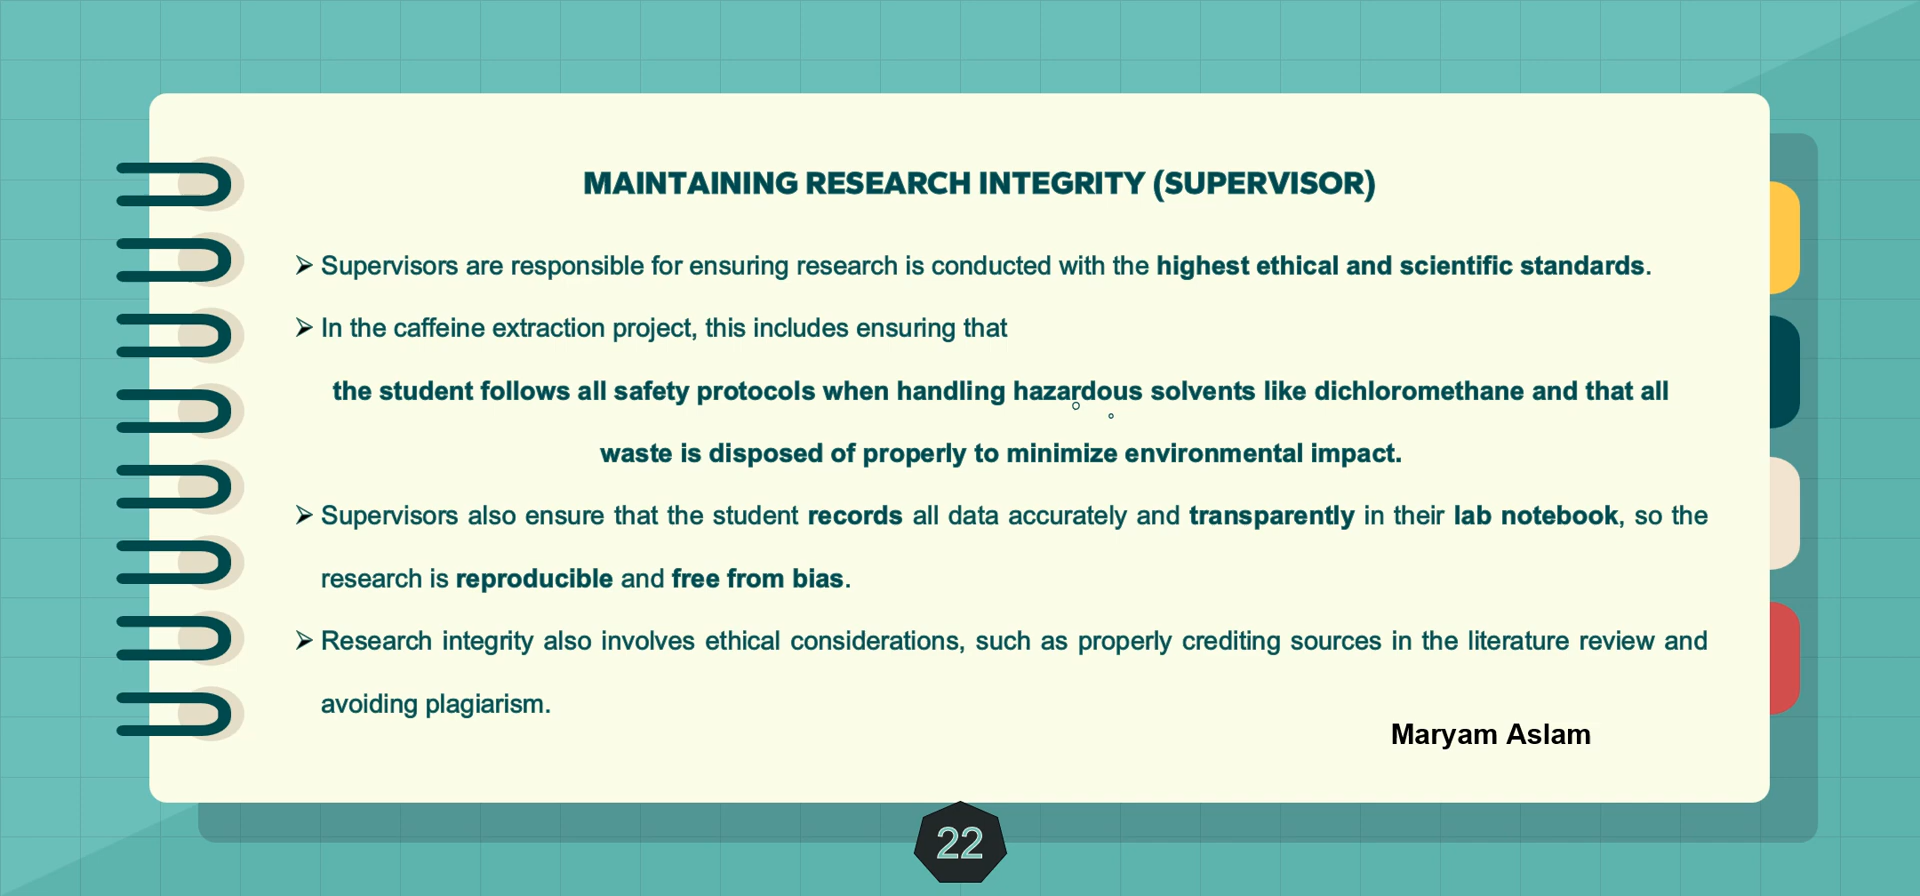 MAINTAINING RESEARCH INTEGRITY (SUPERVISOR)
➢ Supervisors are responsible for ensuring research is conducted with the highest ethical and scientific standards.
➢ In the caffeine extraction project, this includes ensuring that
the student follows all safety protocols when handling hazardous solvents like dichloromethane and that all
waste is disposed of properly to minimize environmental impact.
➢ Supervisors also ensure that the student records all data accurately and transparently in their lab notebook, so the
research is reproducible and free from bias.
➢ Research integrity also involves ethical considerations, such as properly crediting sources in the literature review and
avoiding plagiarism.
Maryam Aslam
22